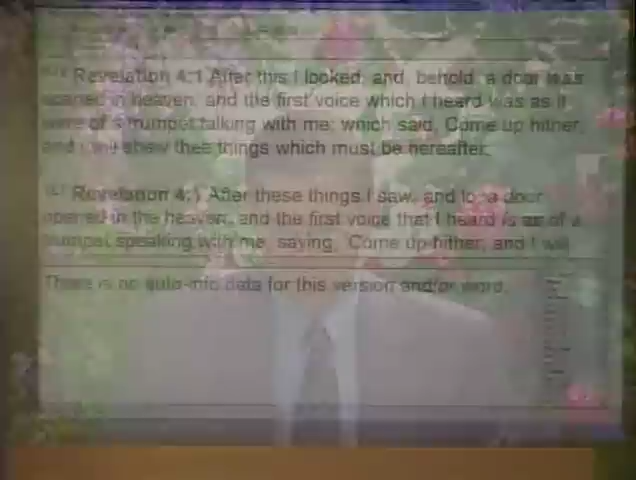 Revelation 4:1 After this I looked, and, behold, a door was
opened in heaven: and the first voice which I heard was as it
were of a trumpet talking with me; which said, Come up hither,
and I will shew thee things which must be hereafter.
Revelation 4:1 After these things I saw, and lo, a door
opened in the heaven, and the first voice that I heard is as of a
trumpet speaking with me, saying, 'Come up hither, and I will
There is no auto-info data for this version and/or word.